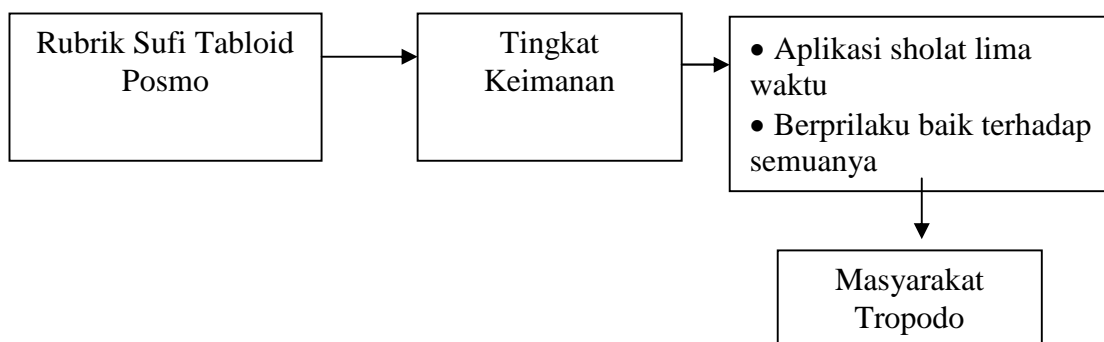 Rubrik Sufi Tabloid
Posmo
Tingkat
Keimanan
• Aplikasi sholat lima
waktu
• Berprilaku baik terhadap
semuanya
Masyarakat
Tropodo